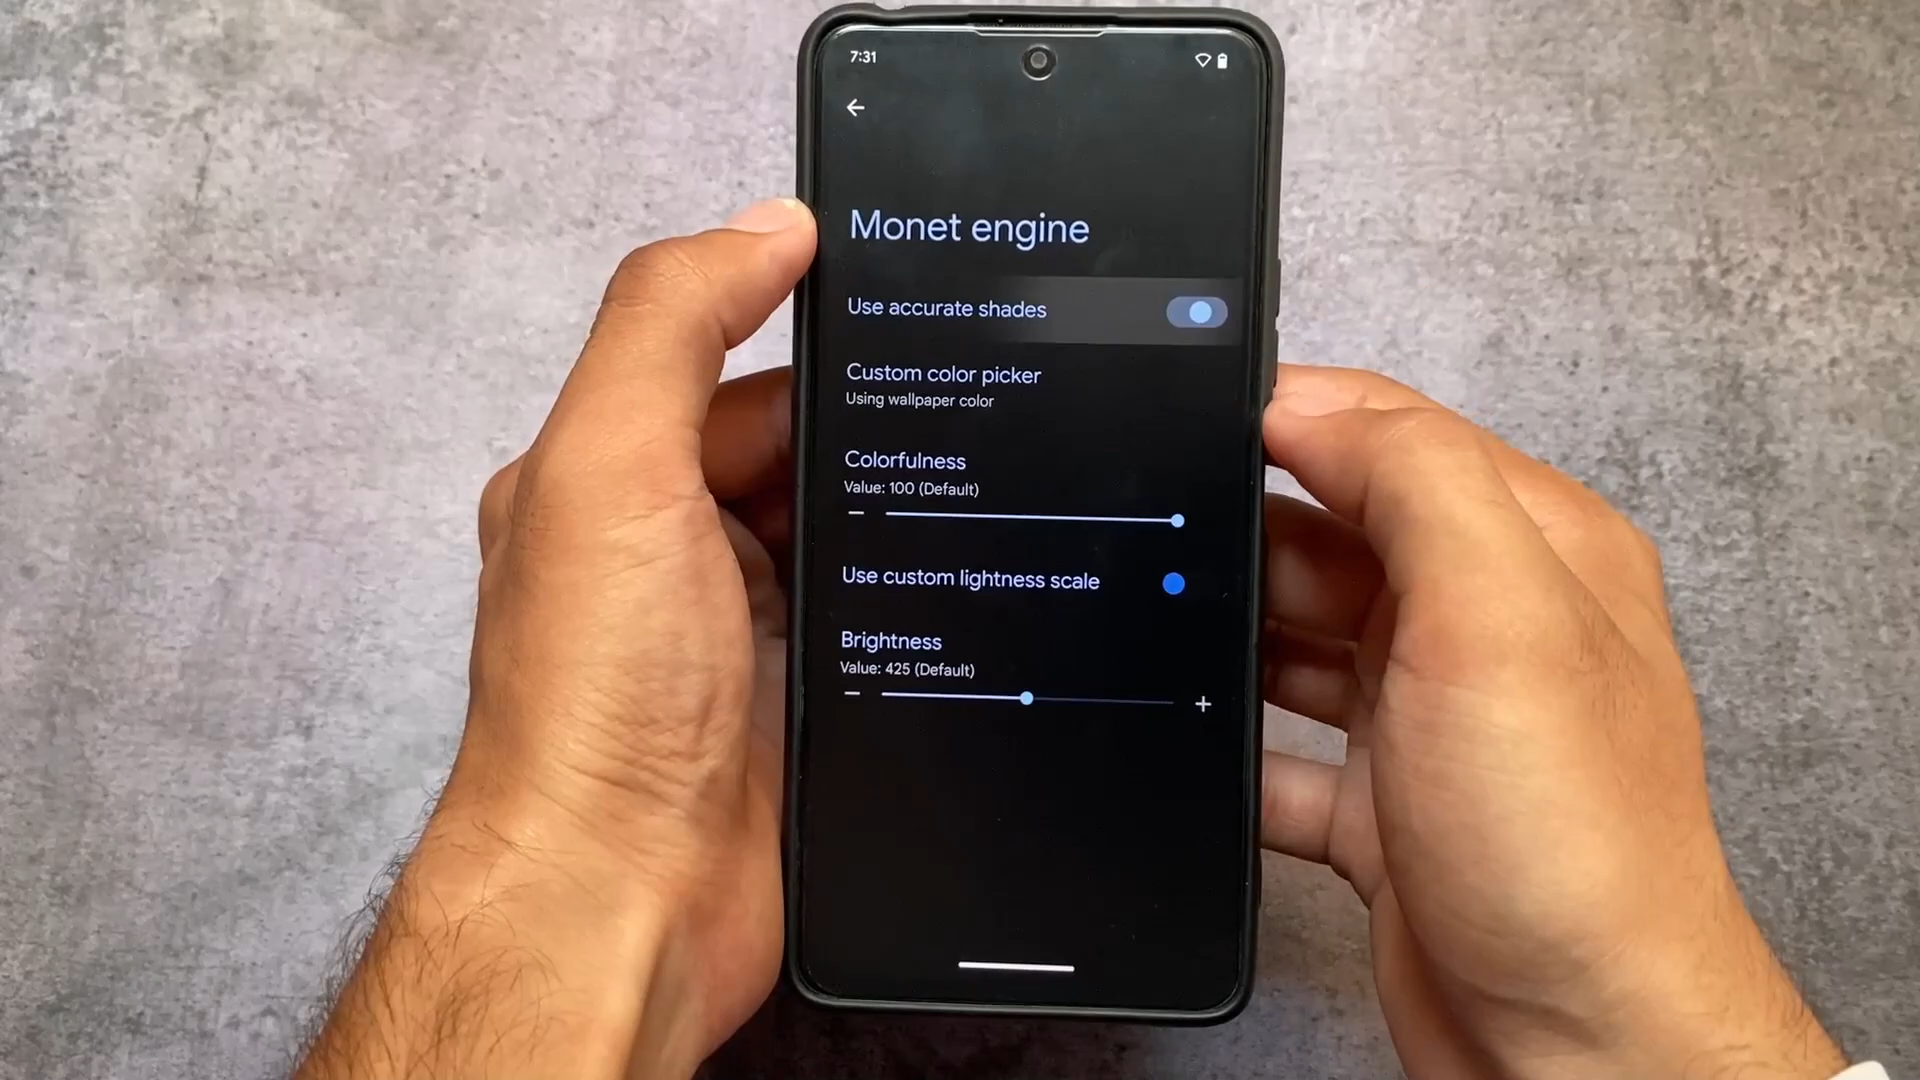 7:31
Monet engine
Use accurate shades
Custom color picker
Using wallpaper color
Colorfulness
Value: 100 (Default)
Use custom lightness scale
Brightness
Value: 425 (Default)